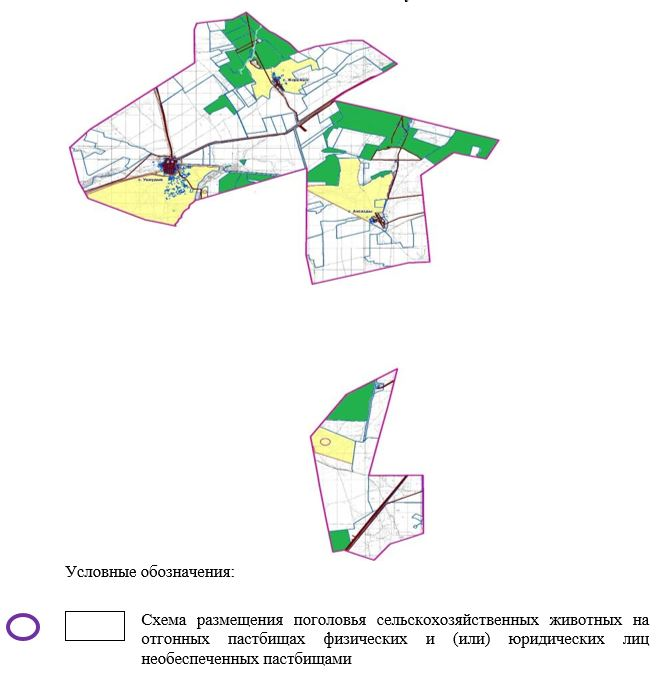 Условные обозначения:
Схема размещения поголовья сельскохозяйственных животных на
отгонных пастбищах физических и (или) юридических лиц
необеспеченных пастбищами